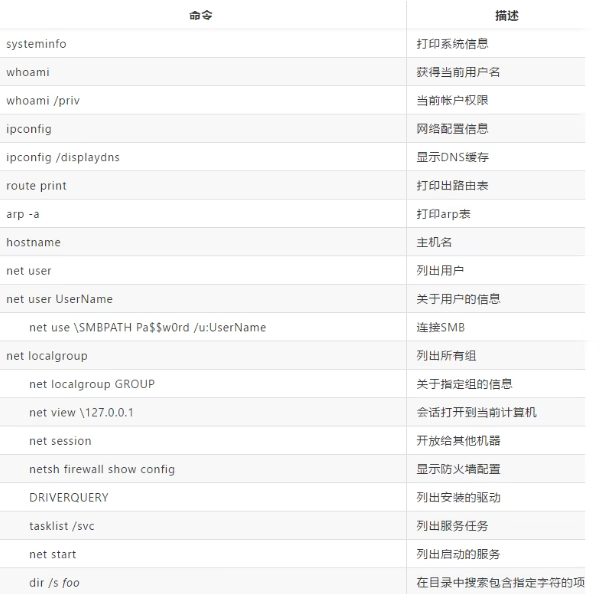 命令 描述
systeminfo 打印系统信息
whoami 获得当前用户名
whoami /priv 当前帐户权限
ipconfig 网络配置信息
ipconfig /displaydns 显示DNS缓存
route print 打印出路由表
arp -a 打印arp表
hostname 主机名
net user 列出用户
net user UserName 关于用户的信息
net use \SMBPATH Pa$$w0rd /u:UserName 连接SMB
net localgroup 列出所有组
net localgroup GROUP 关于指定组的信息
net view \127.0.0.1 会话打开到当前计算机
net session 开放给其他机器
netsh firewall show config 显示防火墙配置
DRIVERQUERY 列出安装的驱动
tasklist /svc 列出服务任务
net start 列出启动的服务
dir /s foo 在目录中搜索包含指定字符的项